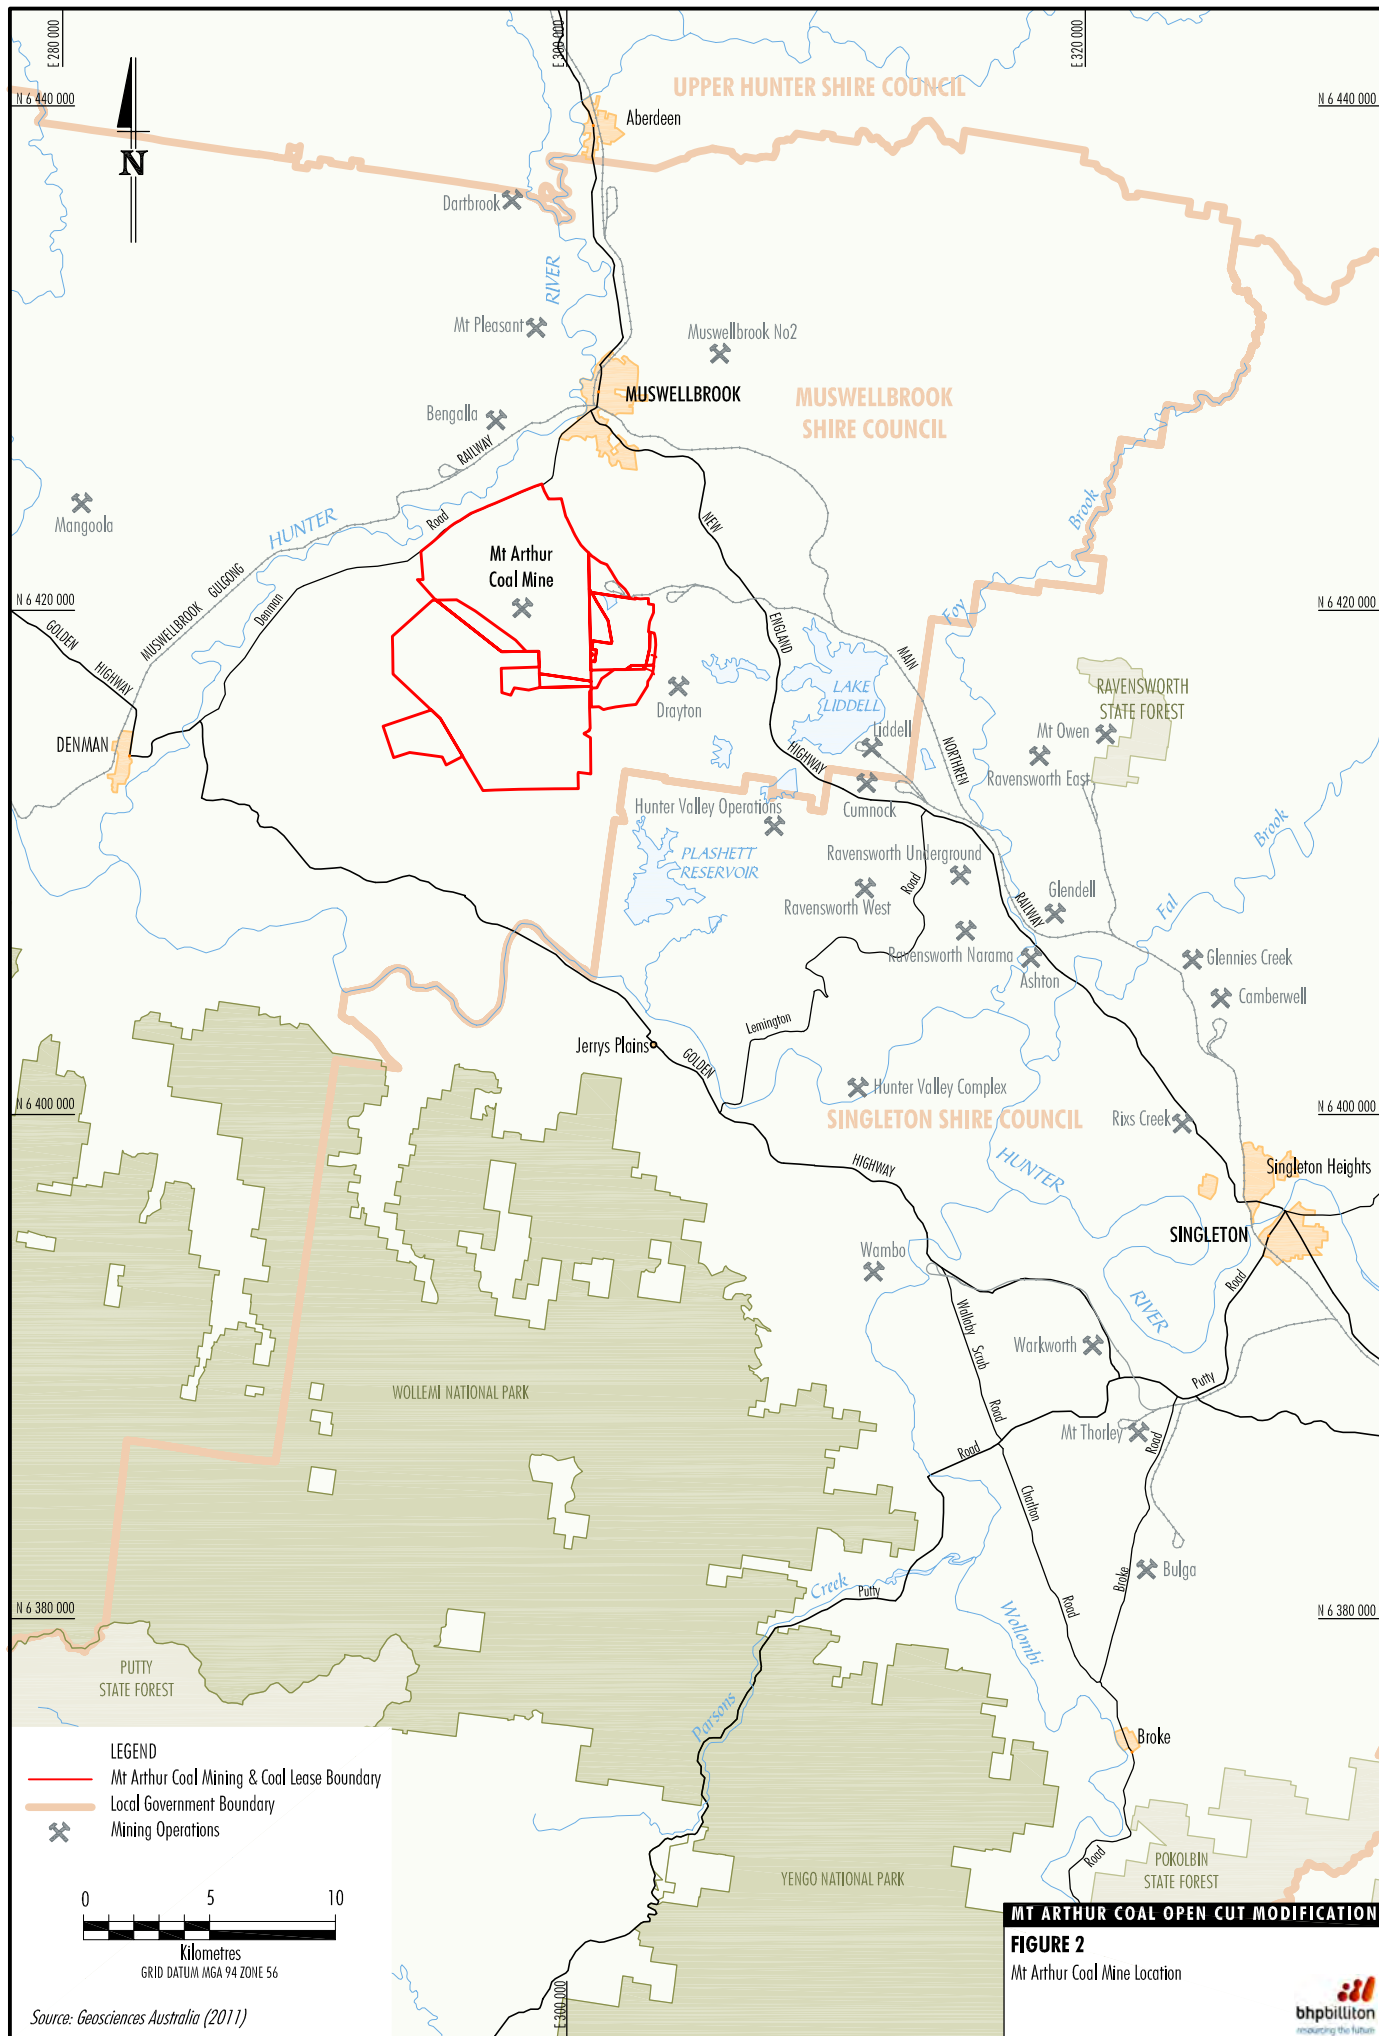 E 280 000
E 300 000
E 320 000
N 6 440 000
N 6 440 000
UPPER HUNTER SHIRE COUNCIL
Aberdeen
N
Dartbrook
RIVER
Mt Pleasant
Muswellbrook No2
MUSWELLBROOK
MUSWELLBROOK
SHIRE COUNCIL
Bengalla
RAILWAY
Mangoola
HUNTER
Road
NEW
Brook
Mt Arthur
Coal Mine
MUSWELLBROOK GULGONG
Denman
N 6 420 000
N 6 420 000
GOLDEN
HIGHWAY
ENGLAND
Foy
MAIN
LAKE
LIDDELL
RAVENSWORTH
STATE FOREST
Drayton
DENMAN
Liddell
Mt Owen
HIGHWAY
NORTHREN
Ravensworth East
Hunter Valley Operations
Cumnock
Brook
PLASHETT
RESERVOIR
Ravensworth Underground
Road
Glendell
Ravensworth West
RAILWAY
Fal
Ravensworth Narama
Glennies Creek
Ashton
Camberwell
Lemington
Jerrys Plains
GOLDEN
Hunter Valley Complex
N 6 400 000
N 6 400 000
SINGLETON SHIRE COUNCIL
Rixs Creek
HIGHWAY
HUNTER
Singleton Heights
SINGLETON
Wambo
Road
RIVER
Wallaby
Scrub
Road
Warkworth
Putty
WOLLEMI NATIONAL PARK
Mt Thorley
Road
Road
Charlton
Bulga
Creek
Putty
Broke
Road
N 6 380 000
N 6 380 000
Wollombi
PUTTY
STATE FOREST
Parsons
Broke
LEGEND
Mt Arthur Coal Mining & Coal Lease Boundary
Local Government Boundary
Mining Operations
Road
POKOLBIN
STATE FOREST
YENGO NATIONAL PARK
0 5 10
Kilometres
GRID DATUM MGA 94 ZONE 56
E 300 000
Source: Geosciences Australia (2011)
MT ARTHUR COAL OPEN CUT MODIFICATION
FIGURE 2
Mt Arthur Coal Mine Location
bhpbilliton
resourcing the future